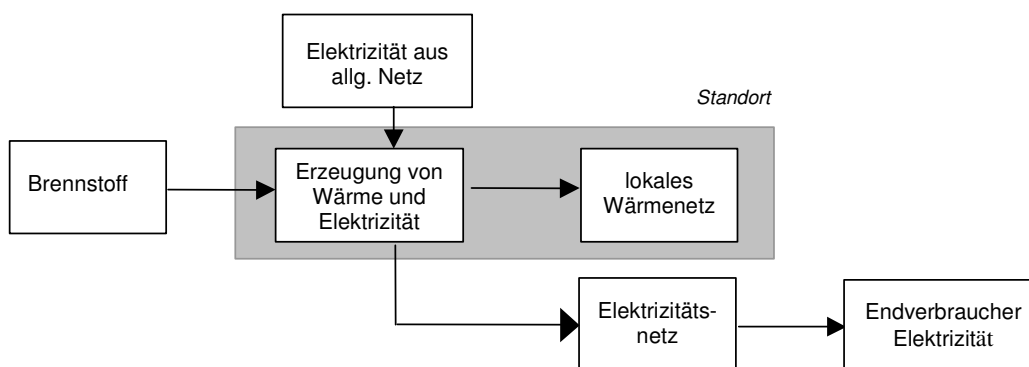 Elektrizität aus
allg. Netz
Standort
Brennstoff
Erzeugung von
Wärme und
Elektrizität
lokales
Wärmenetz
Elektrizitäts-
netz
Endverbraucher
Elektrizität